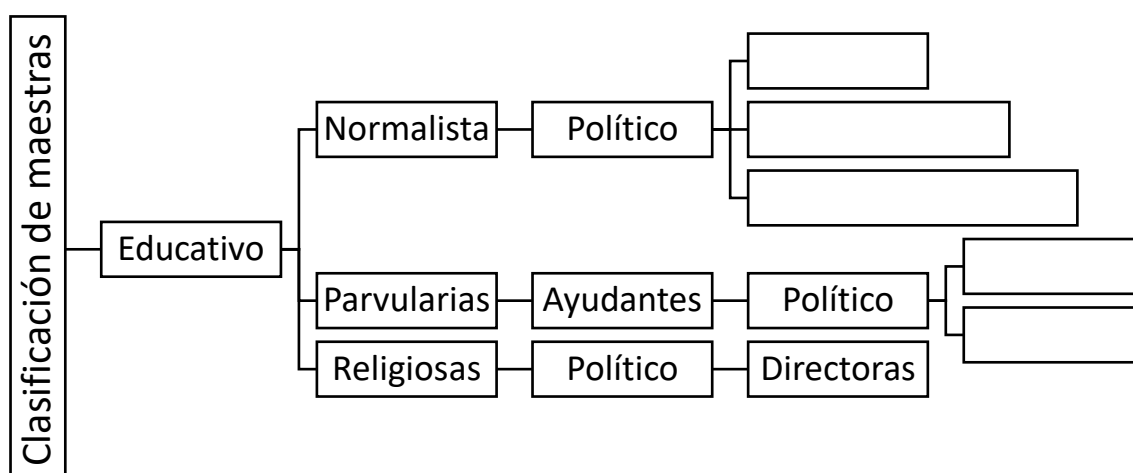 Clasificación de maestras
Educativo
Normalista
Político
Parvularias
Ayudantes
Político
Religiosas
Político
Directoras